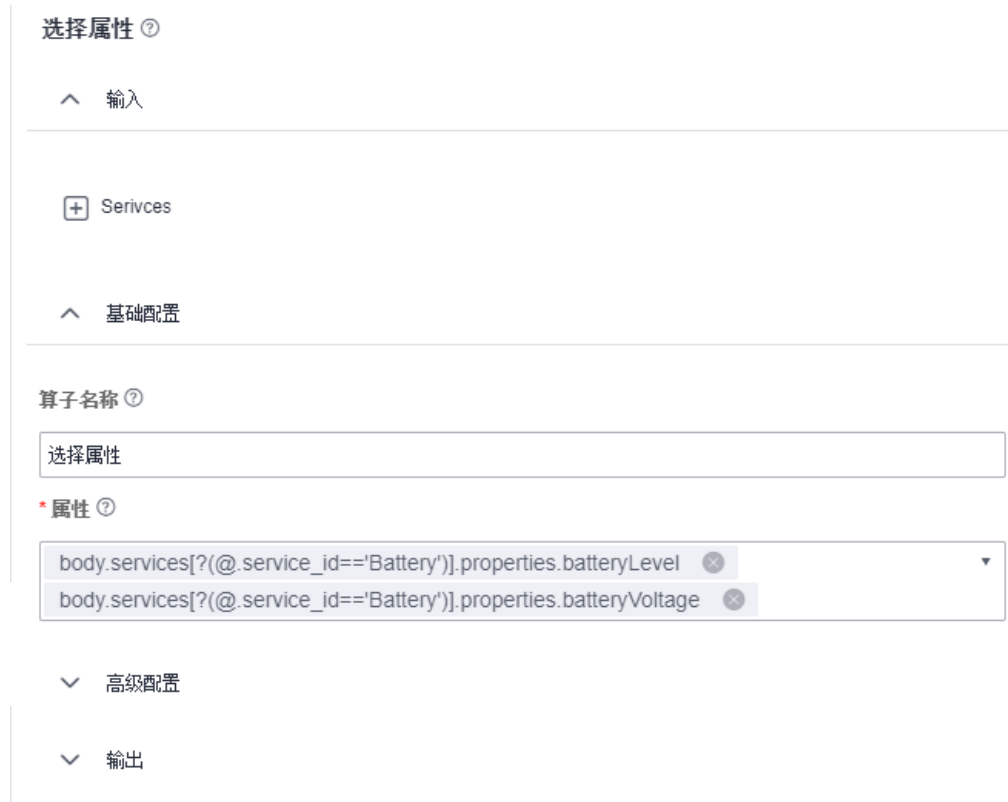 选择属性
输入
Serivces
基础配置
算子名称
选择属性
* 属性
body.services[?(@.service_id=='Battery')].properties.batteryLevel
body.services[?(@.service_id=='Battery')].properties.batteryVoltage
高级配置
输出